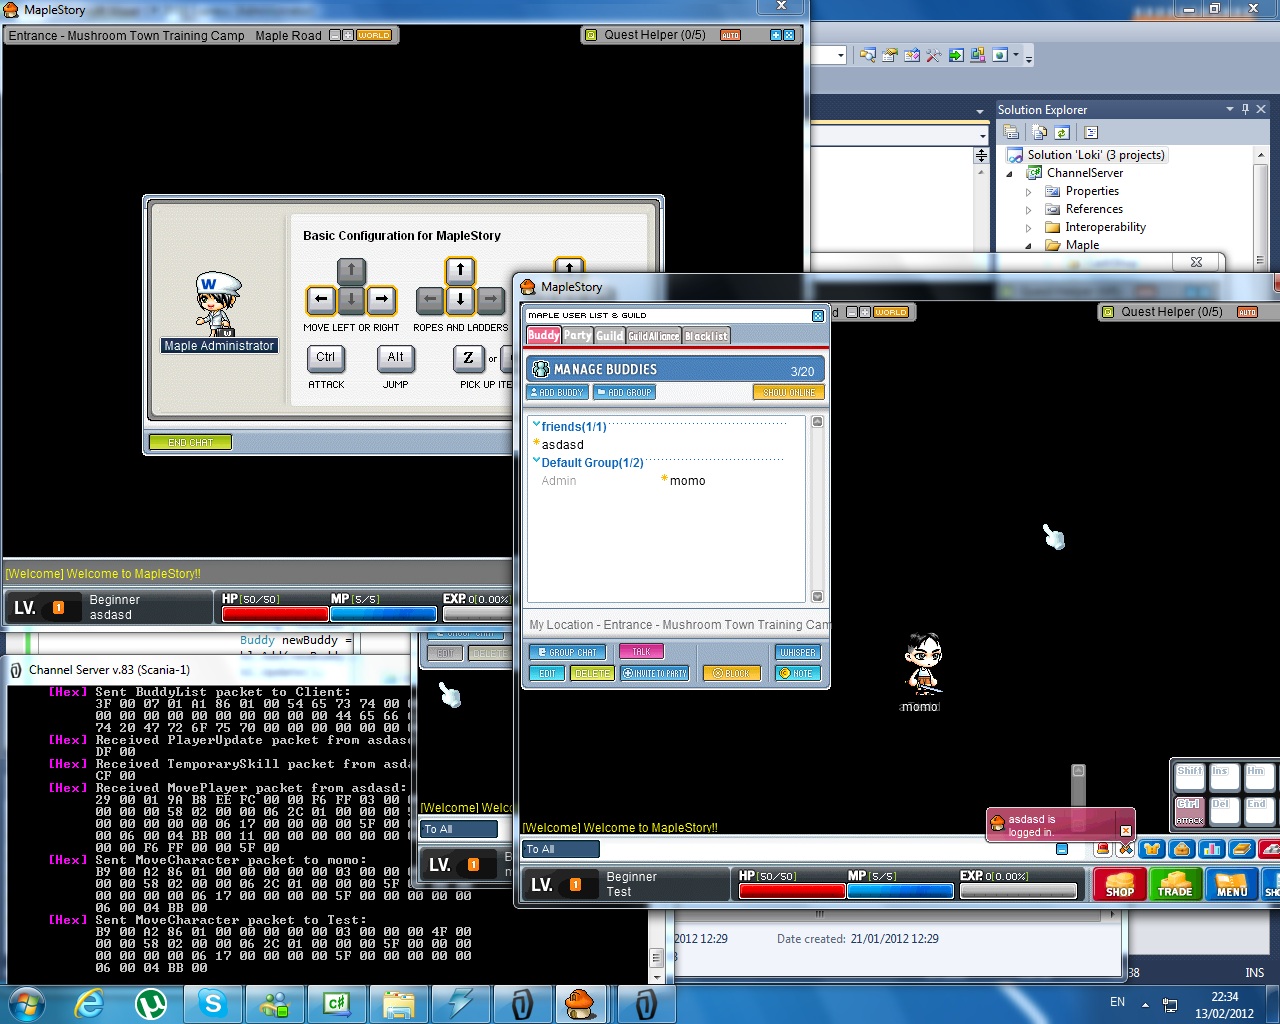 MapleStory
Entrance - Mushroom Town Training Camp Maple Road WORLD
Quest Helper (0/5) AUTO
Solution Explorer
Solution 'Loki' (3 projects)
ChannelServer
Properties
References
Interoperability
Maple
W
Maple Administrator
Basic Configuration for MapleStory
MOVE LEFT OR RIGHT
ROPES AND LADDERS
Ctrl
Alt
Z or
ATTACK
JUMP
PICK UP ITE
END CHAT
[Welcome] Welcome to MapleStory!!
LV. 1
Beginner
asdasd
HP[50/50]
MP[5/5]
EXP. 0[0.00%]
MapleStory
MAPLE USER LIST & GUILD
Buddy Party Guild Guild Alliance Blacklist
MANAGE BUDDIES 3/20
ADD BUDDY ADD GROUP SHOW ONLINE
friends(1/1)
asdasd
Default Group(1/2)
Admin momo
My Location - Entrance - Mushroom Town Training Cam
GROUP CHAT TALK WHISPER
EDIT DELETE INVITE TO PARTY BLOCK NOTE
d WORLD
Quest Helper (0/5) AUTO
momo
Shift Ins Hm
Ctrl Del End
ATTACK
asdasd is
logged in.
[Welcome] Welcome to MapleStory!!
To All
LV. 1
Beginner
Test
HP[50/50]
MP[5/5]
EXP. 0[0.00%]
SHOP TRADE MENU
Buddy newBuddy =
EDIT DELETE
[Welcome] Welco
To All
LV. 1
Channel Server v.83 (Scania-1)
[Hex] Sent BuddyList packet to Client:
3F 00 07 01 A1 86 01 00 54 65 73 74 00 0
00 00 00 00 00 00 00 00 00 44 65 66
74 20 47 72 6F 75 70 00 00 00 00 00 00
[Hex] Received PlayerUpdate packet from asdas
DF 00
[Hex] Received TemporarySkill packet from asda
CF 00
[Hex] Received MovePlayer packet from asdasd:
29 00 01 9A B8 EE FC 00 00 F6 FF 03 00 0
00 00 00 58 02 00 00 06 2C 01 00 00 00
00 00 00 00 00 06 17 00 00 00 00 5F 00
00 06 00 04 BB 00 11 00 00 00 00 00 00
00 00 F6 FF 00 00 5F 00
[Hex] Sent MoveCharacter packet to momo:
B9 00 A2 86 01 00 00 00 00 00 03 00 00 0
00 00 58 02 00 00 06 2C 01 00 00 00 5F 0
00 00 00 00 06 17 00 00 00 00 5F 00 00 00 00 00
06 00 04 BB 00
[Hex] Sent MoveCharacter packet to Test:
B9 00 A2 86 01 00 00 00 00 00 03 00 00 00 4F 00
00 00 58 02 00 00 06 2C 01 00 00 00 5F 00 00 00
00 00 00 00 06 17 00 00 00 00 5F 00 00 00 00 00
06 00 04 BB 00
2012 12:29
Date created: 21/01/2012 12:29
38
INS
EN
22:34
13/02/2012